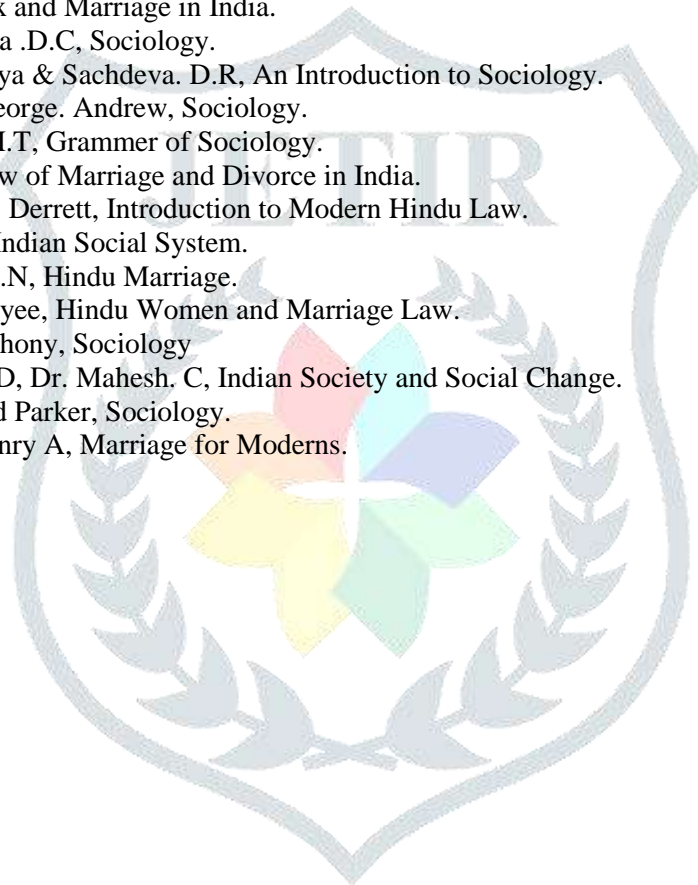 x and Marriage in India.
a .D.C, Sociology.
ya & Sachdeva. D.R, An Introduction to Sociology.
eorge. Andrew, Sociology.
I.T, Grammer of Sociology.
w of Marriage and Divorce in India.
. Derrett, Introduction to Modern Hindu Law.
Indian Social System.
.N, Hindu Marriage.
yee, Hindu Women and Marriage Law.
hony, Sociology
D, Dr. Mahesh. C, Indian Society and Social Change.
d Parker, Sociology.
nry A, Marriage for Moderns.
JETIR